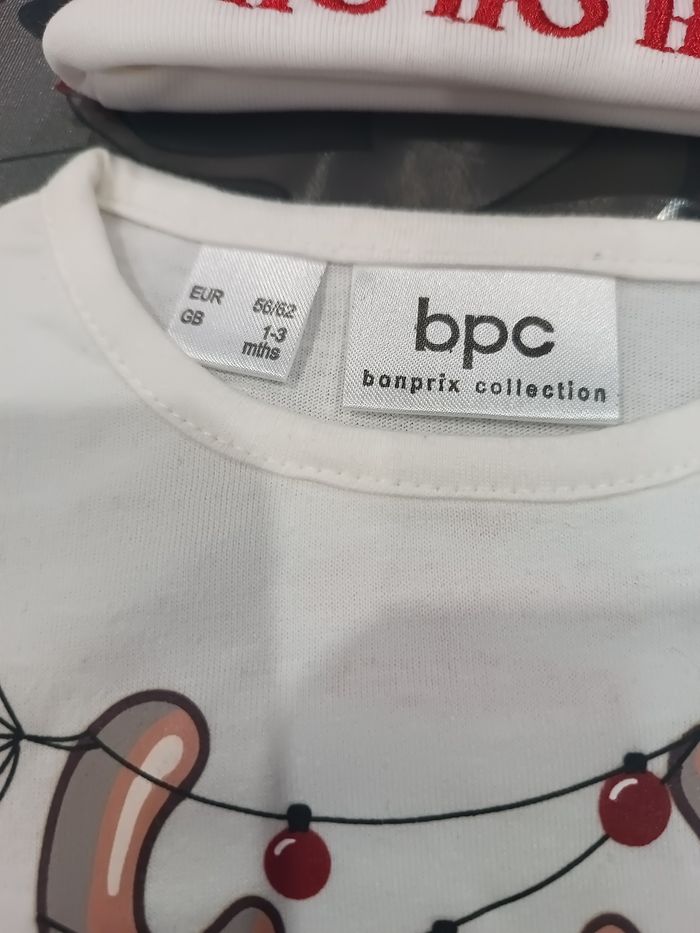 EUR 56/62
GB 1-3
mths
bpc
bonprix collection